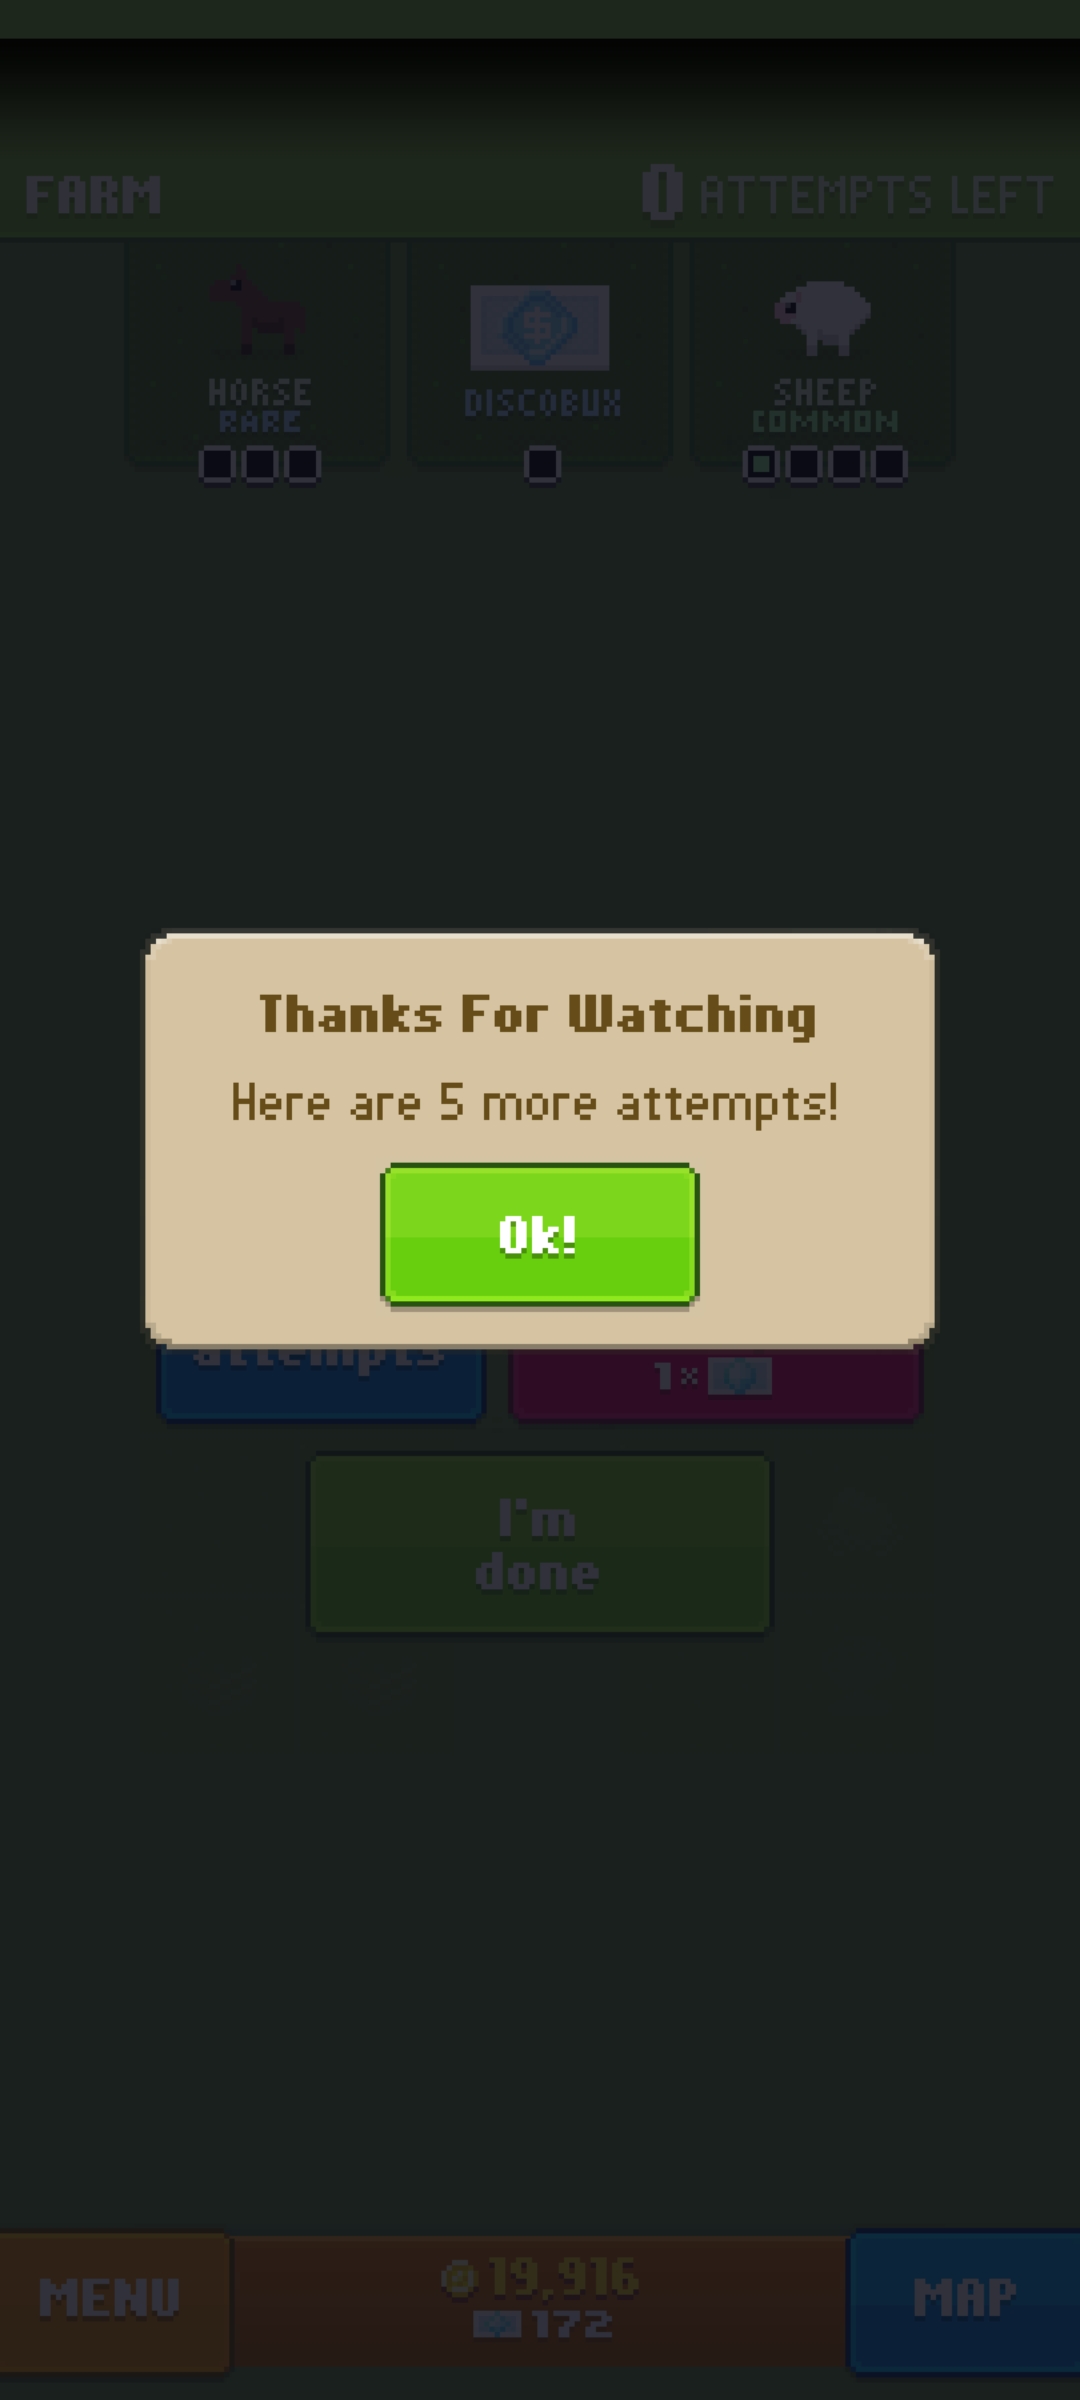 FARM
0 ATTEMPTS LEFT
HORSE
RARE
DISCOBUX
SHEEP
COMMON
Thanks For Watching
Here are 5 more attempts!
Ok!
attempts
1×
I'm
done
MENU
19,916
172
MAP